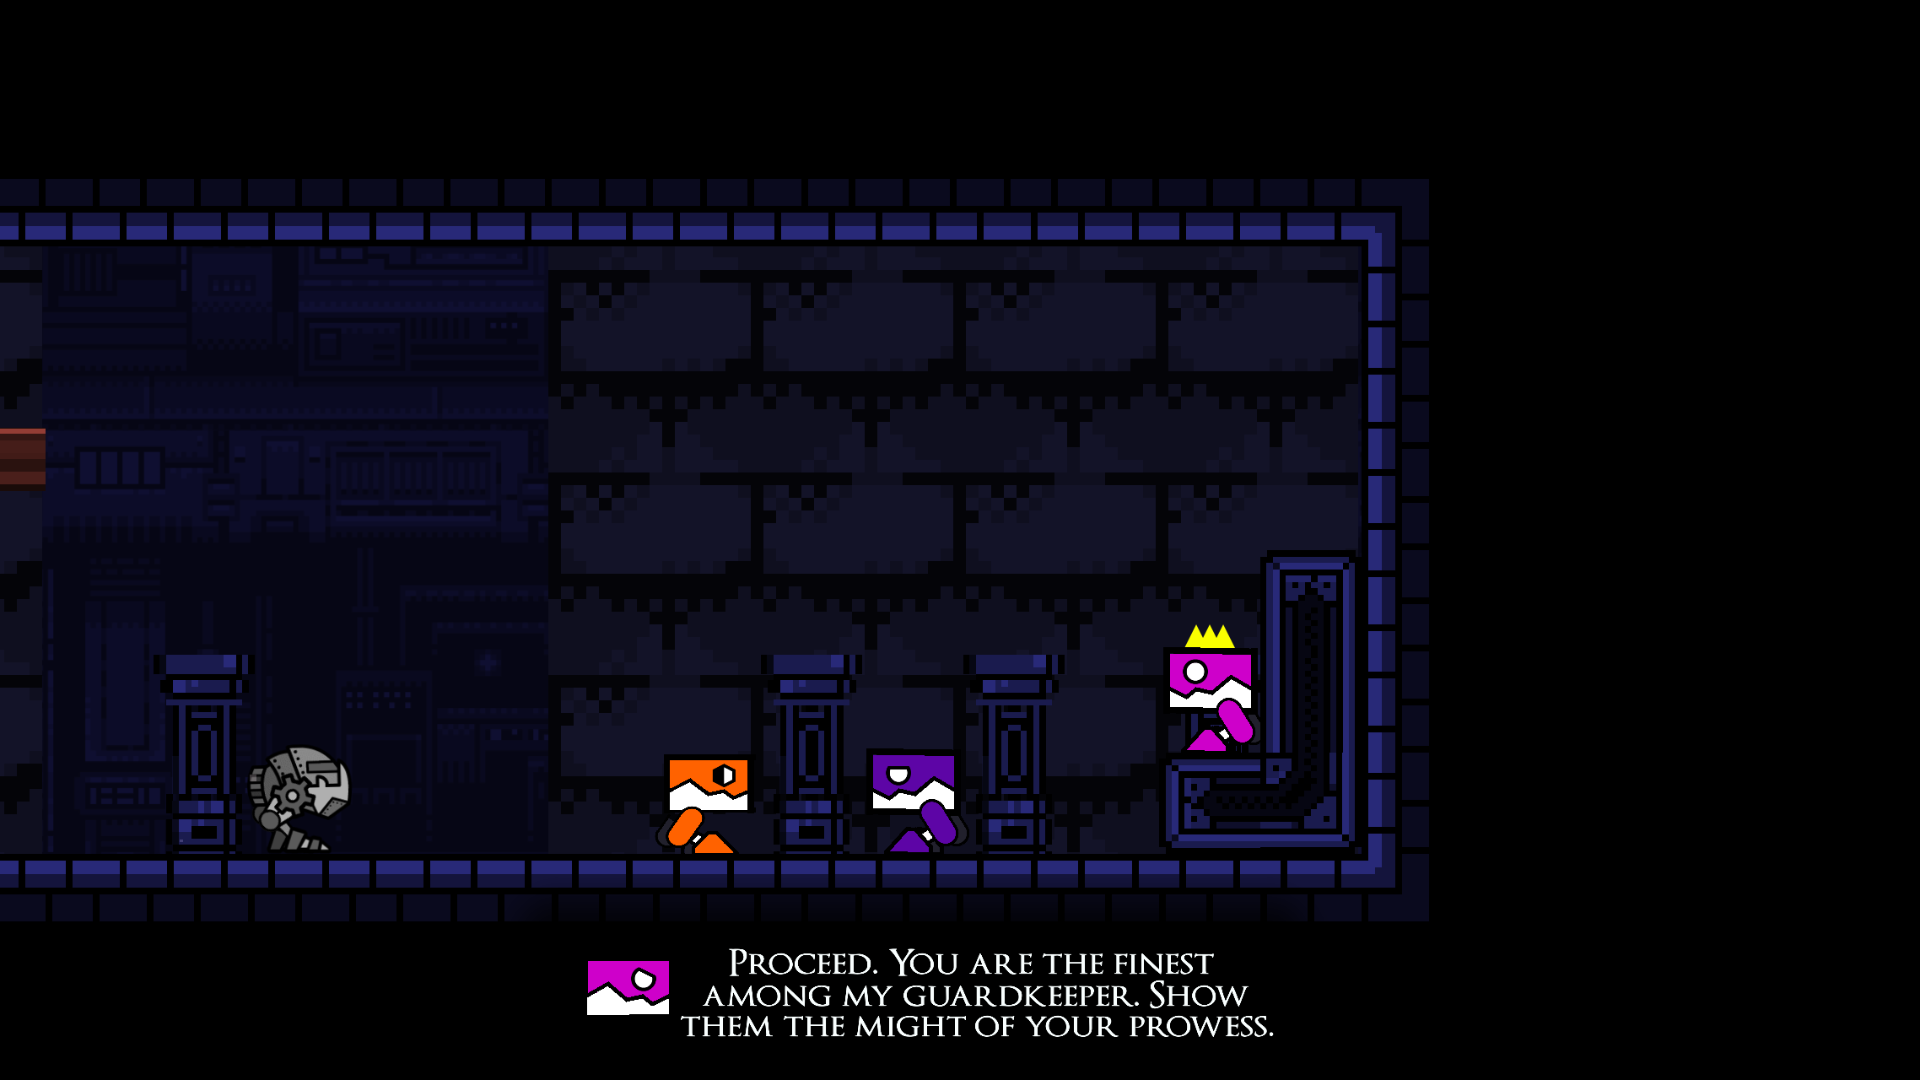 Proceed. You are the finest
among my guardkeeper. Show
them the might of your prowess.